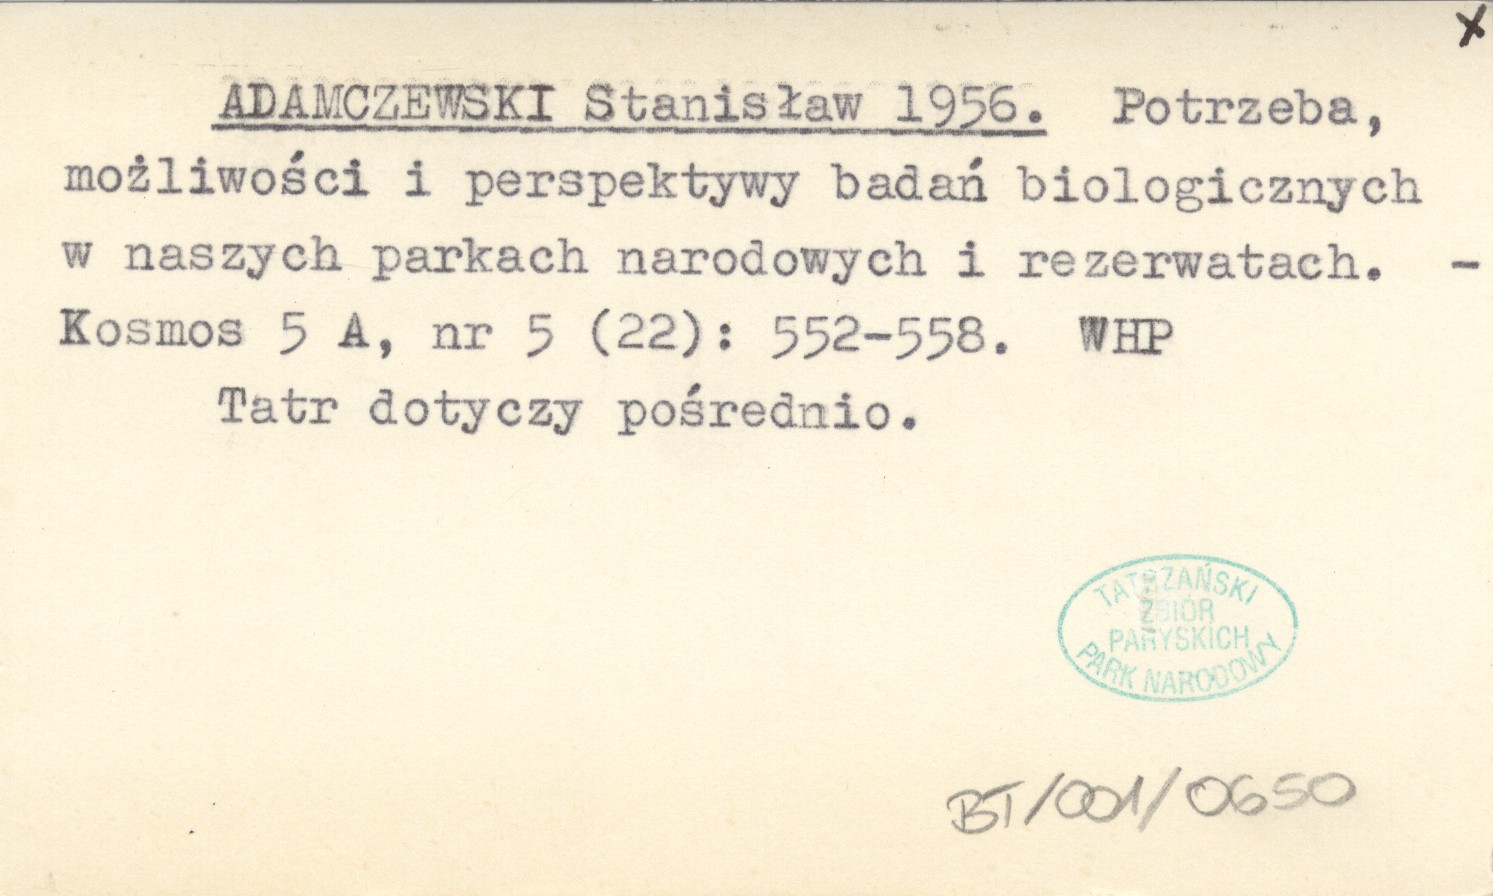 x
ADAMCZEWSKI Stanisław 1956. Potrzeba,
możliwości i perspektywy badań biologicznych
w naszych parkach narodowych i rezerwatach. -
Kosmos 5 A, nr 5 (22): 552-558. WHP
Tatr dotyczy pośrednio.
TATRZAŃSKI
ZBIÓR
PARYSKICH
PARK NARODOWY
BT/001/0650